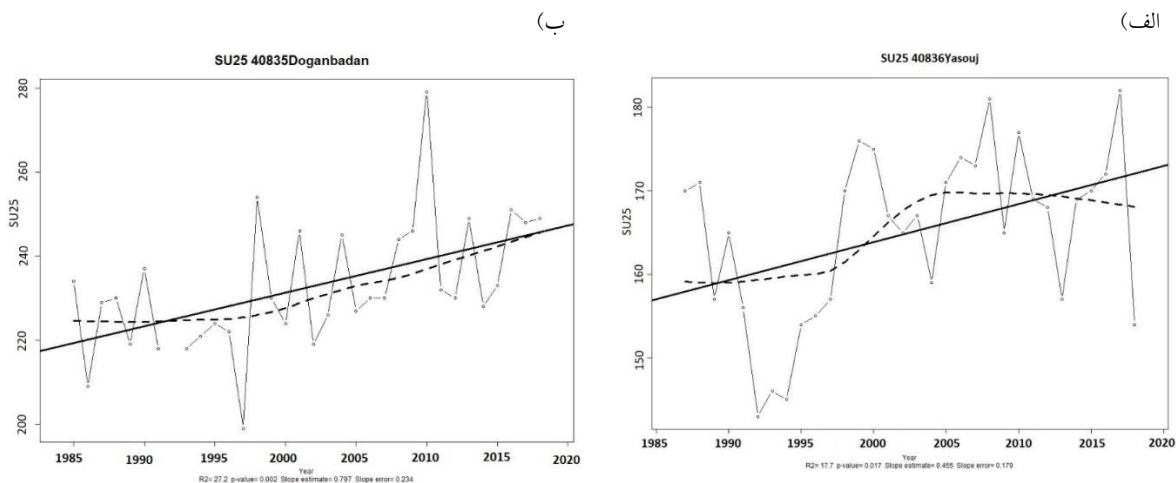 الف)
ب)
SU25 40836Yasouj
SU25
180
170
160
150
1985 1990 1995 2000 2005 2010 2015 2020
Year
R2= 17.7 p-value= 0.017 Slope estimate= 0.455 Slope error= 0.179
SU25 40835Doganbadan
SU25
280
260
240
220
200
1985 1990 1995 2000 2005 2010 2015 2020
Year
R2= 27.2 p-value= 0.002 Slope estimate= 0.797 Slope error= 0.234